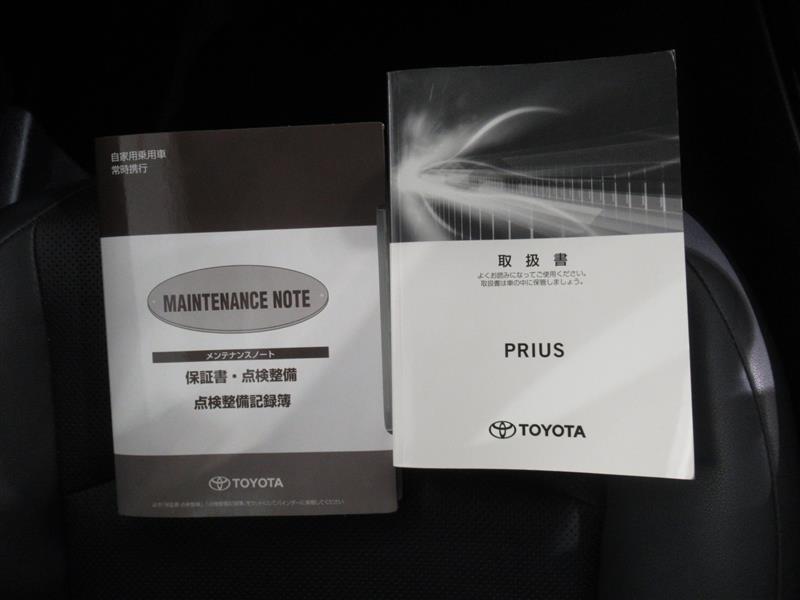 自家用乗用車
常時携行
MAINTENANCE NOTE
メンテナンスノート
保証書・点検整備
点検整備記録簿
TOYOTA
取扱書
よくお読みになってご使用ください。
取扱書は車の中に保管しましょう。
PRIUS
TOYOTA